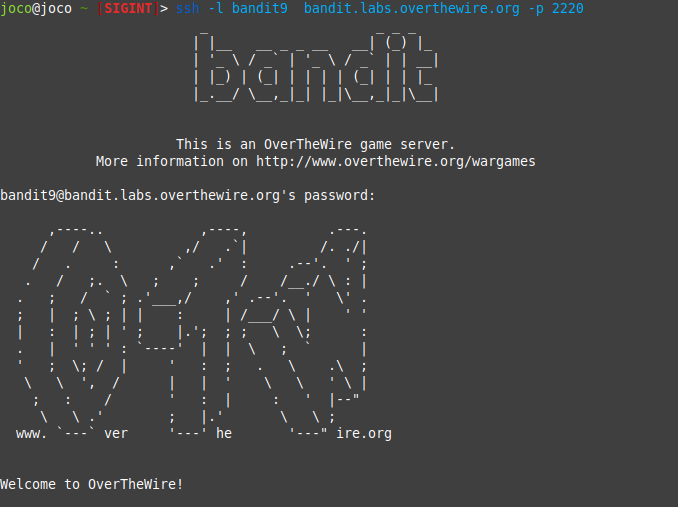 joco@joco ~ |SIGINT|> ssh -l bandit9  bandit.labs.overthewire.org -p 2220
bandit
This is an OverTheWire game server.
More information on http://www.overthewire.org/wargames
bandit9@bandit.labs.overthewire.org's password:
www. ver he ire.org
Welcome to OverTheWire!